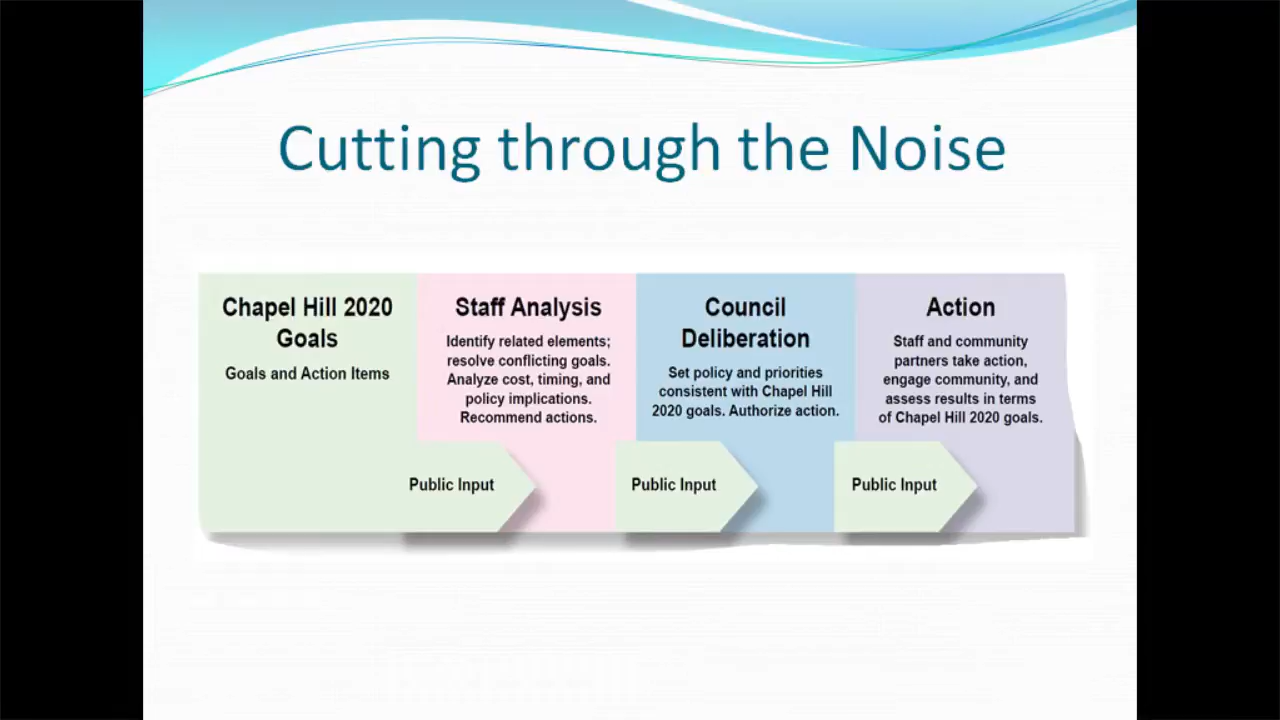 Cutting through the Noise
Chapel Hill 2020
Goals
Goals and Action Items
Staff Analysis
Identify related elements;
resolve conflicting goals.
Analyze cost, timing, and
policy implications.
Recommend actions.
Council
Deliberation
Set policy and priorities
consistent with Chapel Hill
2020 goals. Authorize action.
Action
Staff and community
partners take action,
engage community, and
assess results in terms
of Chapel Hill 2020 goals.
Public Input
Public Input
Public Input